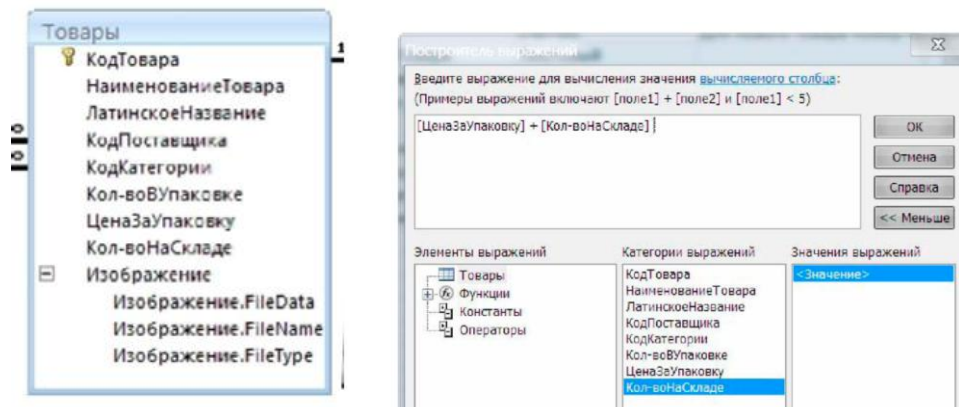 Товары
КодТовара
НаименованиеТовара
ЛатинскоеНазвание
КодПоставщика
КодКатегории
Кол-воВУпаковке
ЦенаЗаУпаковку
Кол-воНаСкладе
Изображение
Изображение.FileData
Изображение.FileName
Изображение.FileType
1
Построитель выражений
Введите выражение для вычисления значения вычисляемого столбца:
(Примеры выражений включают [поле1] + [поле2] и [поле1] < 5)
[ЦенаЗаУпаковку] + [Кол-воНаСкладе]
ОК
Отмена
Справка
<< Меньше
Элементы выражений
Товары
Функции
Константы
Операторы
Категории выражений
КодТовара
НаименованиеТовара
ЛатинскоеНазвание
КодПоставщика
КодКатегории
Кол-воВУпаковке
ЦенаЗаУпаковку
Кол-воНаСкладе
Значения выражений
<Значение>